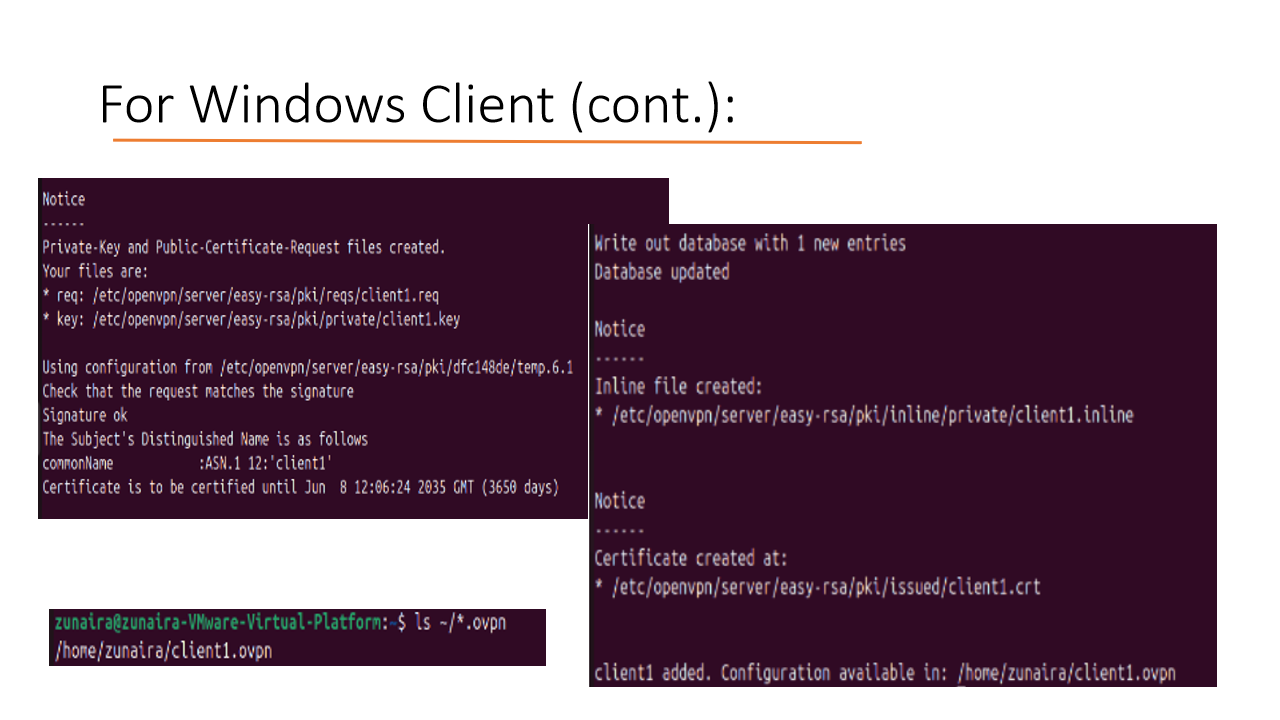 For Windows Client (cont.):
Notice
------
Private-Key and Public-Certificate-Request files created.
Your files are:
* req: /etc/openvpn/server/easy-rsa/pki/reqs/client1.req
* key: /etc/openvpn/server/easy-rsa/pki/private/client1.key
Using configuration from /etc/openvpn/server/easy-rsa/pki/dfc148de/temp.6.1
Check that the request matches the signature
Signature ok
The Subject's Distinguished Name is as follows
commonName            :ASN.1 12:'client1'
Certificate is to be certified until Jun  8 12:06:24 2035 GMT (3650 days)
Write out database with 1 new entries
Database updated
Notice
------
Inline file created:
* /etc/openvpn/server/easy-rsa/pki/inline/private/client1.inline
Notice
------
Certificate created at:
* /etc/openvpn/server/easy-rsa/pki/issued/client1.crt
client1 added. Configuration available in: /home/zunaira/client1.ovpn
zunaira@zunaira-VMware-Virtual-Platform:~$ ls ~/*.ovpn
/home/zunaira/client1.ovpn